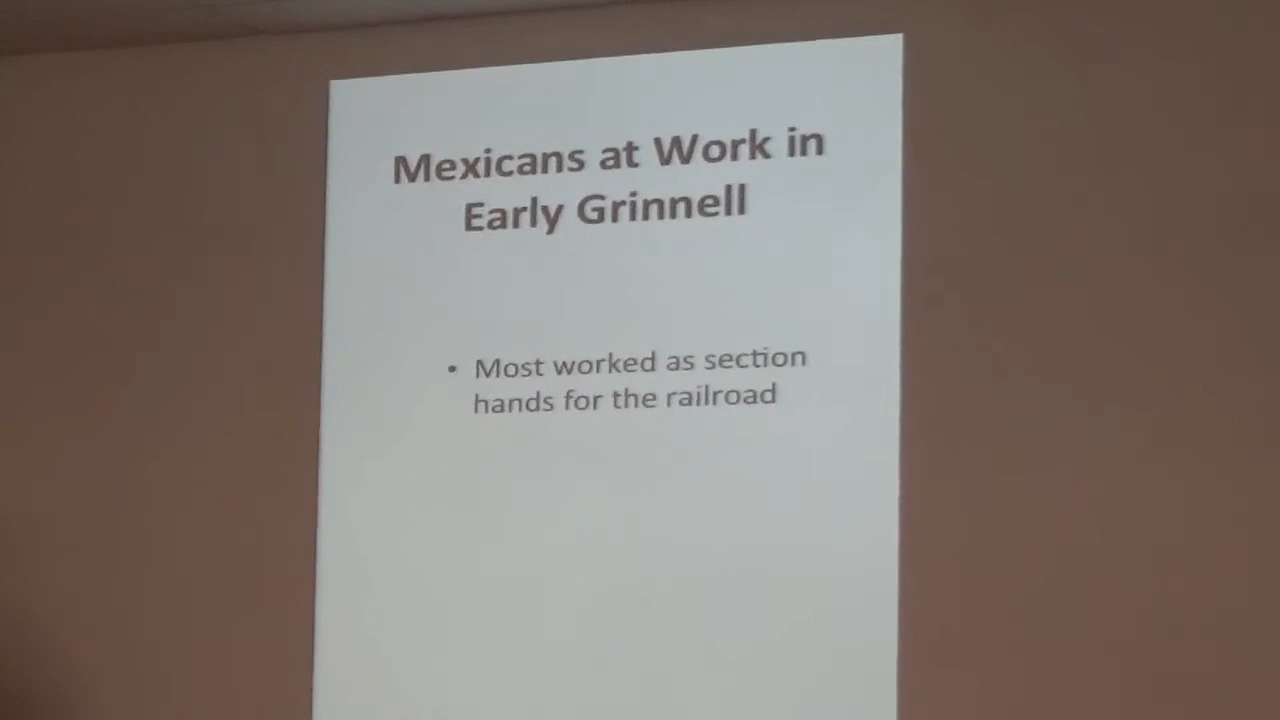 Mexicans at Work in
Early Grinnell
• Most worked as section
hands for the railroad